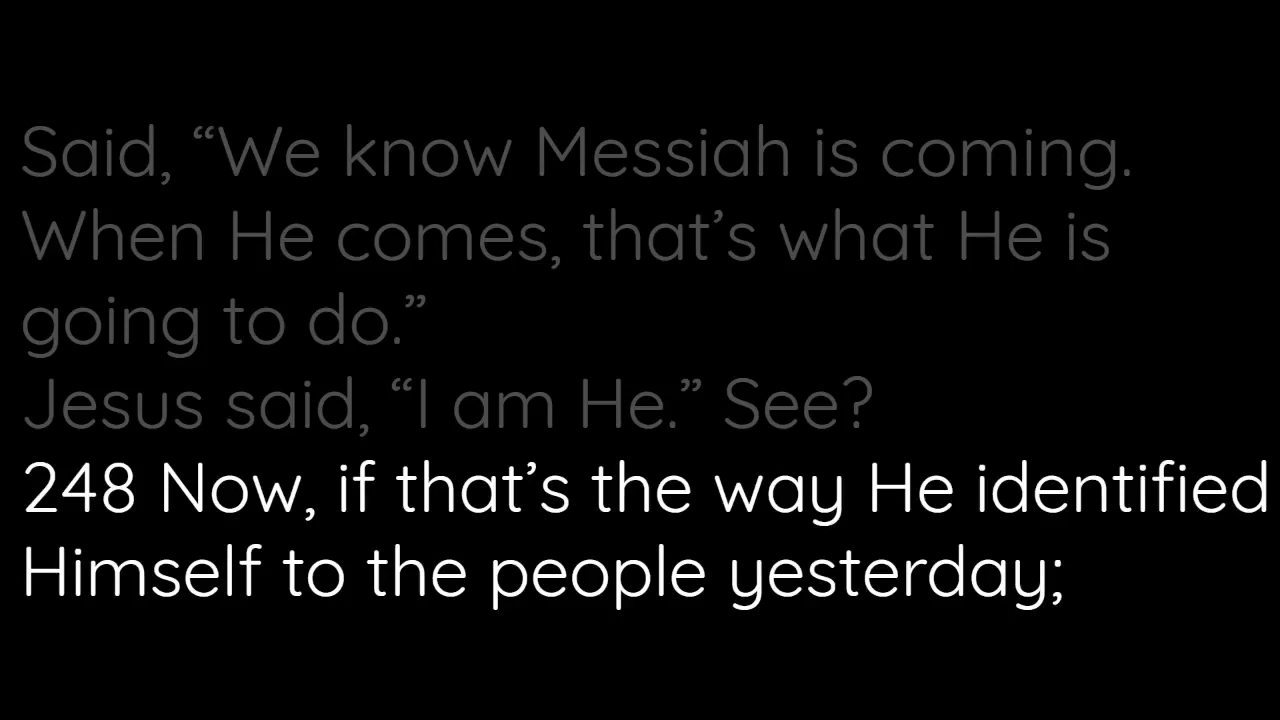 Said, “We know Messiah is coming.
When He comes, that’s what He is
going to do.”
Jesus said, “I am He.” See?
248 Now, if that’s the way He identified
Himself to the people yesterday;